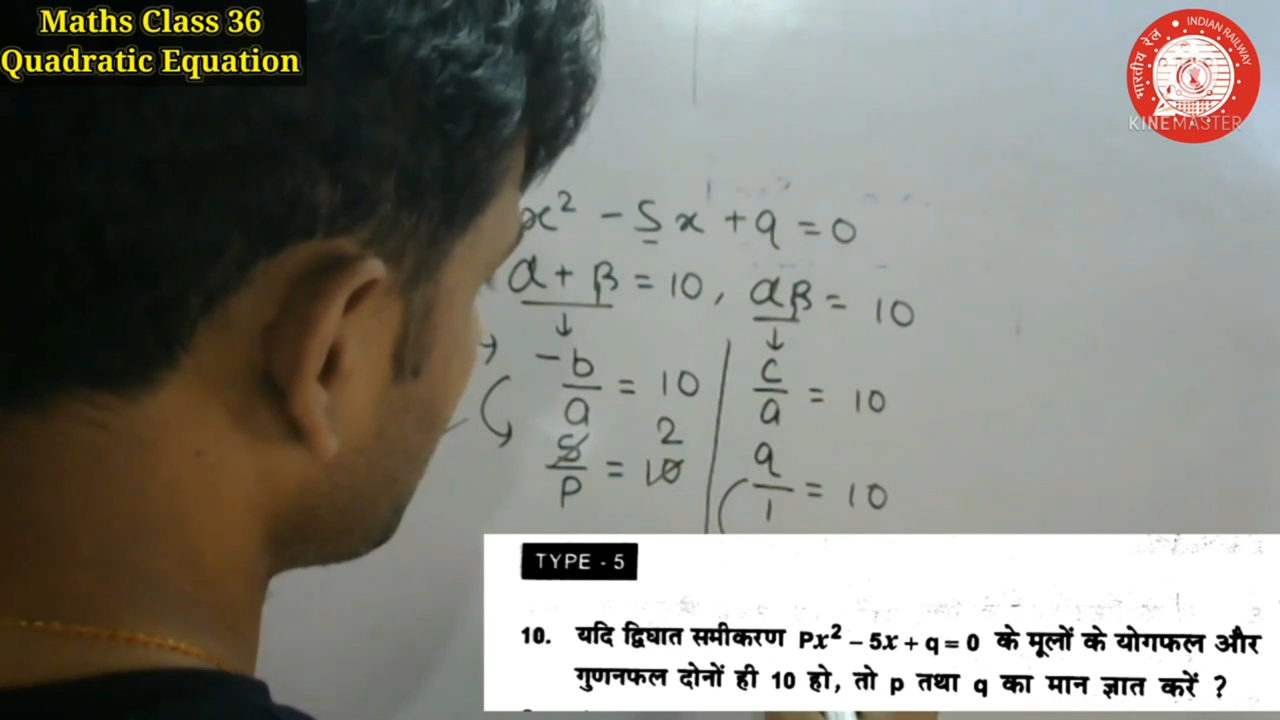 Maths Class 36
Quadratic Equation
भारतीय रेल
INDIAN RAILWAY
KINEMASTER
x² - 5x + q = 0
α + β = 10, αβ = 10
↓ ↓
→ -b/a = 10 | c/a = 10
5/p = 10 2 | q/1 = 10
TYPE - 5
10. यदि द्विघात समीकरण Px² – 5x + q = 0 के मूलों के योगफल और
गुणनफल दोनों ही 10 हो, तो p तथा q का मान ज्ञात करें ?